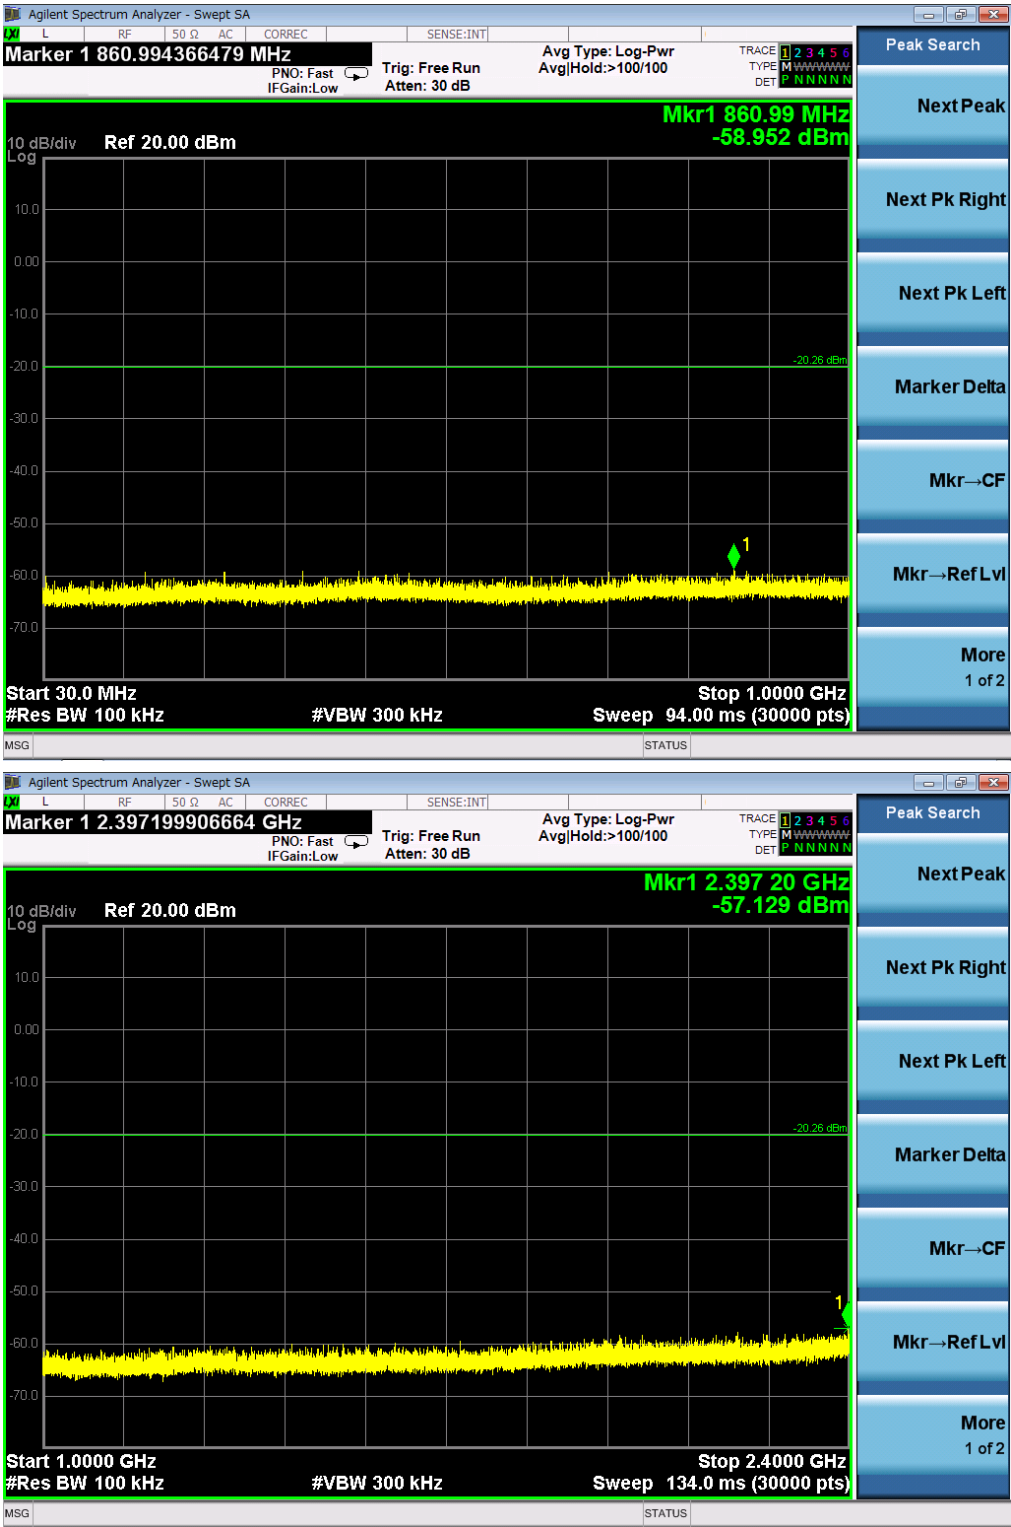 Agilent Spectrum Analyzer - Swept SA
LXI L RF 50 Ω AC CORREC SENSE:INT
Marker 1 860.994366479 MHz
PNO: Fast
IFGain:Low
Trig: Free Run
Atten: 30 dB
Avg Type: Log-Pwr
Avg|Hold:>100/100
TRACE 1 2 3 4 5 6
TYPE M WWWWW
DET P N N N N N
Mkr1 860.99 MHz
-58.952 dBm
10 dB/div Ref 20.00 dBm
Log
10.0
0.00
-10.0
-20.0
-20.26 dBm
-30.0
-40.0
-50.0
1
-60.0
-70.0
Start 30.0 MHz Stop 1.0000 GHz
#Res BW 100 kHz #VBW 300 kHz Sweep 94.00 ms (30000 pts)
MSG STATUS
Peak Search
Next Peak
Next Pk Right
Next Pk Left
Marker Delta
Mkr→CF
Mkr→Ref Lvl
More
1 of 2
Agilent Spectrum Analyzer - Swept SA
LXI L RF 50 Ω AC CORREC SENSE:INT
Marker 1 2.397199906664 GHz
PNO: Fast
IFGain:Low
Trig: Free Run
Atten: 30 dB
Avg Type: Log-Pwr
Avg|Hold:>100/100
TRACE 1 2 3 4 5 6
TYPE M WWWWW
DET P N N N N N
Mkr1 2.397 20 GHz
-57.129 dBm
10 dB/div Ref 20.00 dBm
Log
10.0
0.00
-10.0
-20.0
-20.26 dBm
-30.0
-40.0
-50.0
1
-60.0
-70.0
Start 1.0000 GHz Stop 2.4000 GHz
#Res BW 100 kHz #VBW 300 kHz Sweep 134.0 ms (30000 pts)
MSG STATUS
Peak Search
Next Peak
Next Pk Right
Next Pk Left
Marker Delta
Mkr→CF
Mkr→Ref Lvl
More
1 of 2